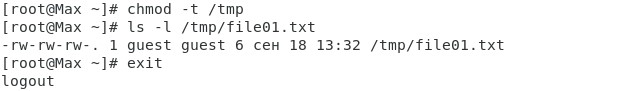 [root@Max ~]# chmod -t /tmp
[root@Max ~]# ls -l /tmp/file01.txt
-rw-rw-rw-. 1 guest guest 6 сен 18 13:32 /tmp/file01.txt
[root@Max ~]# exit
logout